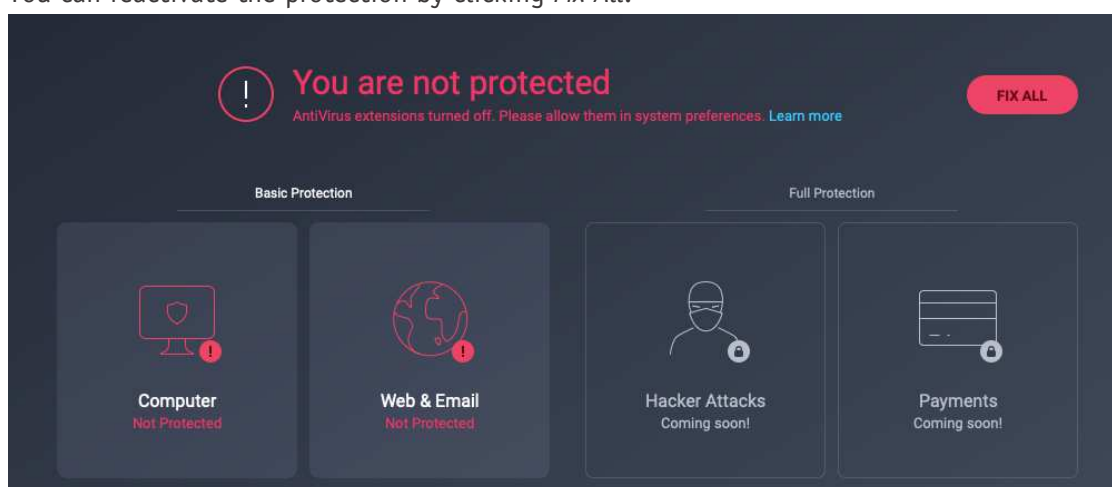 You can reactivate the protection by clicking Fix All.
You are not protected
FIX ALL
AntiVirus extensions turned off. Please allow them in system preferences. Learn more
Basic Protection
Full Protection
Computer
Not Protected
Web & Email
Not Protected
Hacker Attacks
Coming soon!
Payments
Coming soon!